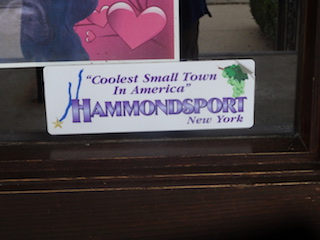 "Coolest Small Town
In America"
HAMMONDSPORT
New York